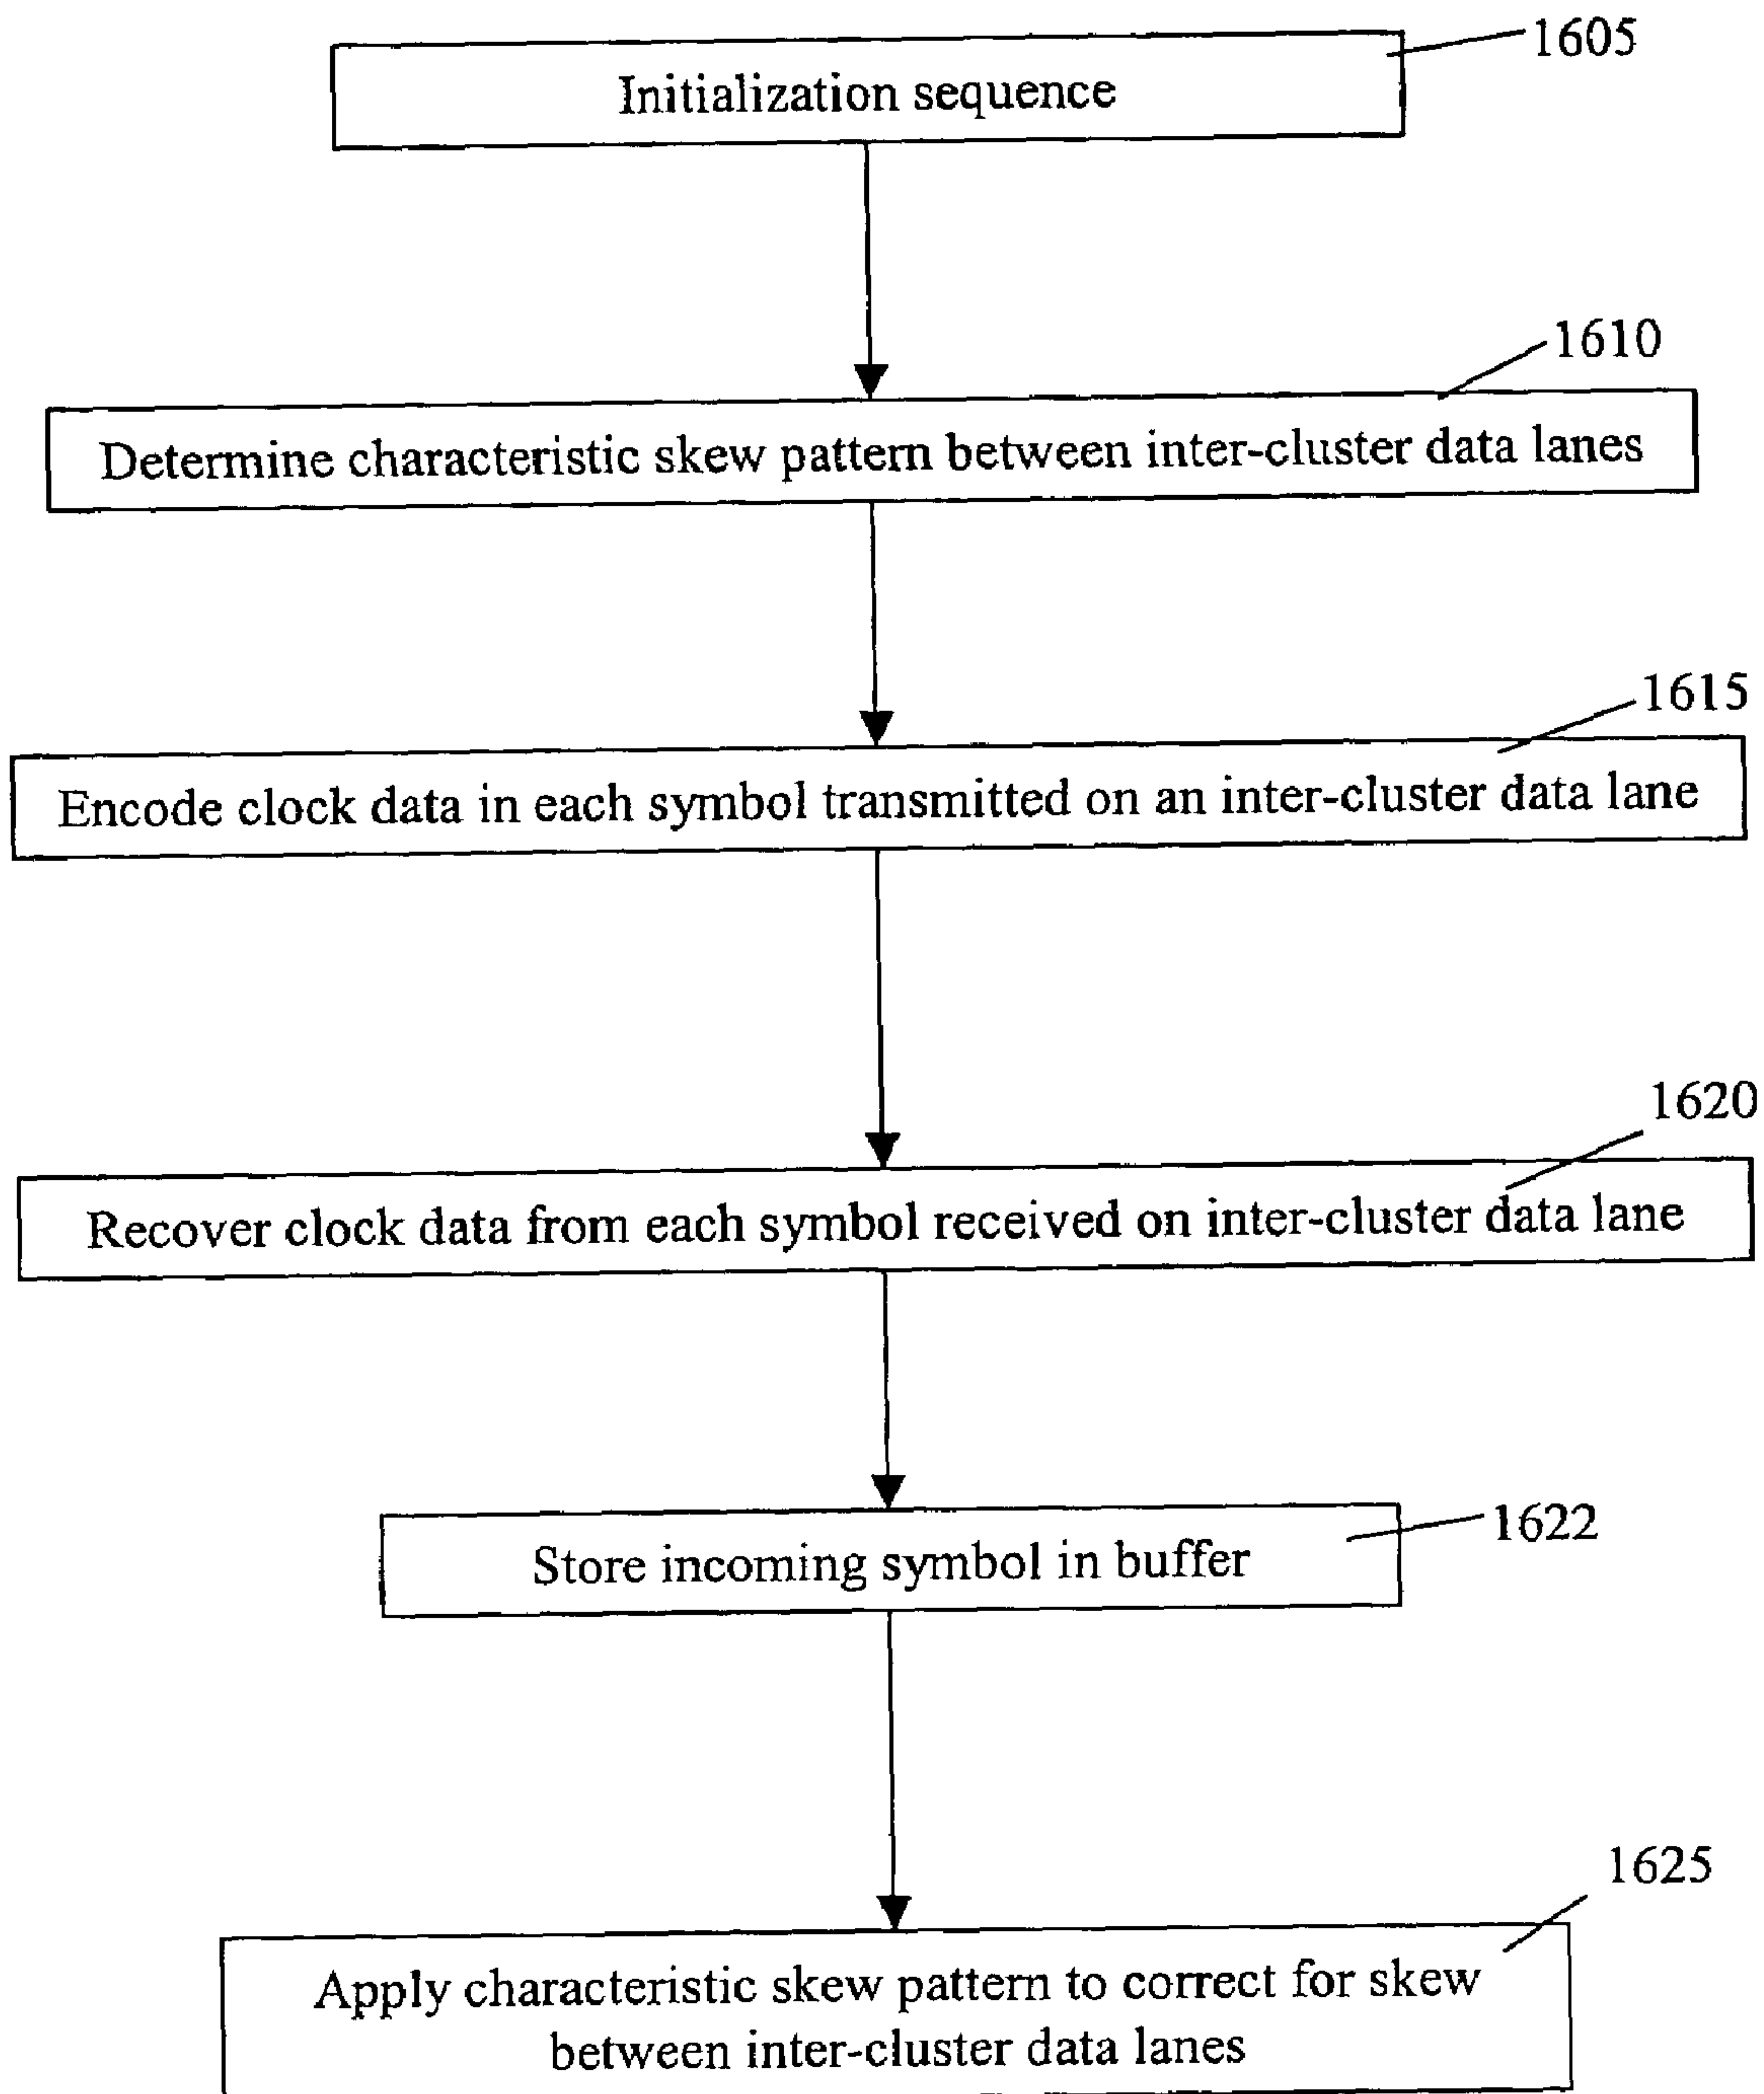 1605
Initialization sequence
1610
Determine characteristic skew pattern between inter-cluster data lanes
1615
Encode clock data in each symbol transmitted on an inter-cluster data lane
1620
Recover clock data from each symbol received on inter-cluster data lane
1622
Store incoming symbol in buffer
1625
Apply characteristic skew pattern to correct for skew
between inter-cluster data lanes